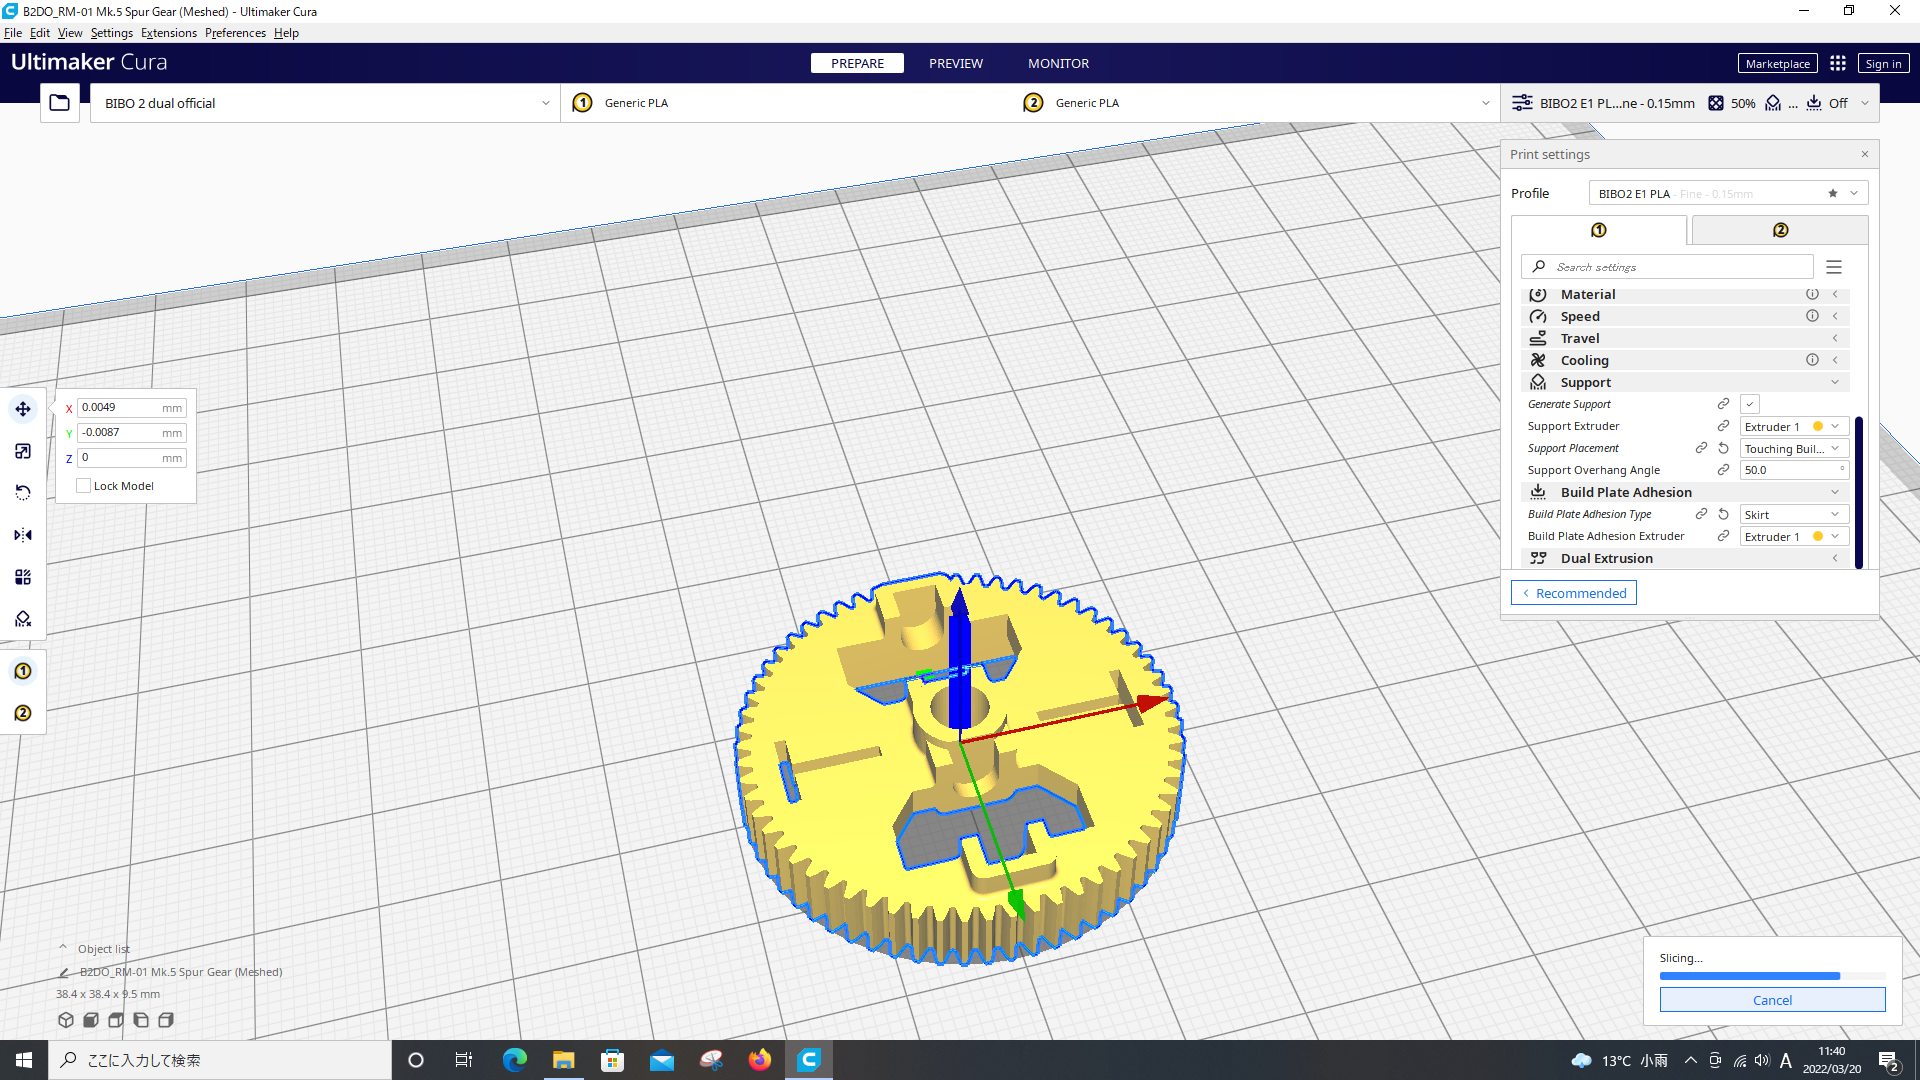 B2DO_RM-01 Mk.5 Spur Gear (Meshed) - Ultimaker Cura
File Edit View Settings Extensions Preferences Help
Ultimaker Cura
PREPARE PREVIEW MONITOR
Marketplace Sign in
BIBO 2 dual official
1 Generic PLA
2 Generic PLA
BIBO2 E1 PL...ne - 0.15mm 50% ... Off
Print settings
Profile BIBO2 E1 PLA - Fine - 0.15mm
1 2
Search settings
Material
Speed
Travel
Cooling
Support
Generate Support
Support Extruder Extruder 1
Support Placement Touching Buil...
Support Overhang Angle 50.0 °
Build Plate Adhesion
Build Plate Adhesion Type Skirt
Build Plate Adhesion Extruder Extruder 1
Dual Extrusion
Recommended
X 0.0049 mm
Y -0.0087 mm
Z 0 mm
Lock Model
1
2
Object list
B2DO_RM-01 Mk.5 Spur Gear (Meshed)
38.4 x 38.4 x 9.5 mm
Slicing...
Cancel
ここに入力して検索
13°C 小雨
A
11:40
2022/03/20
2